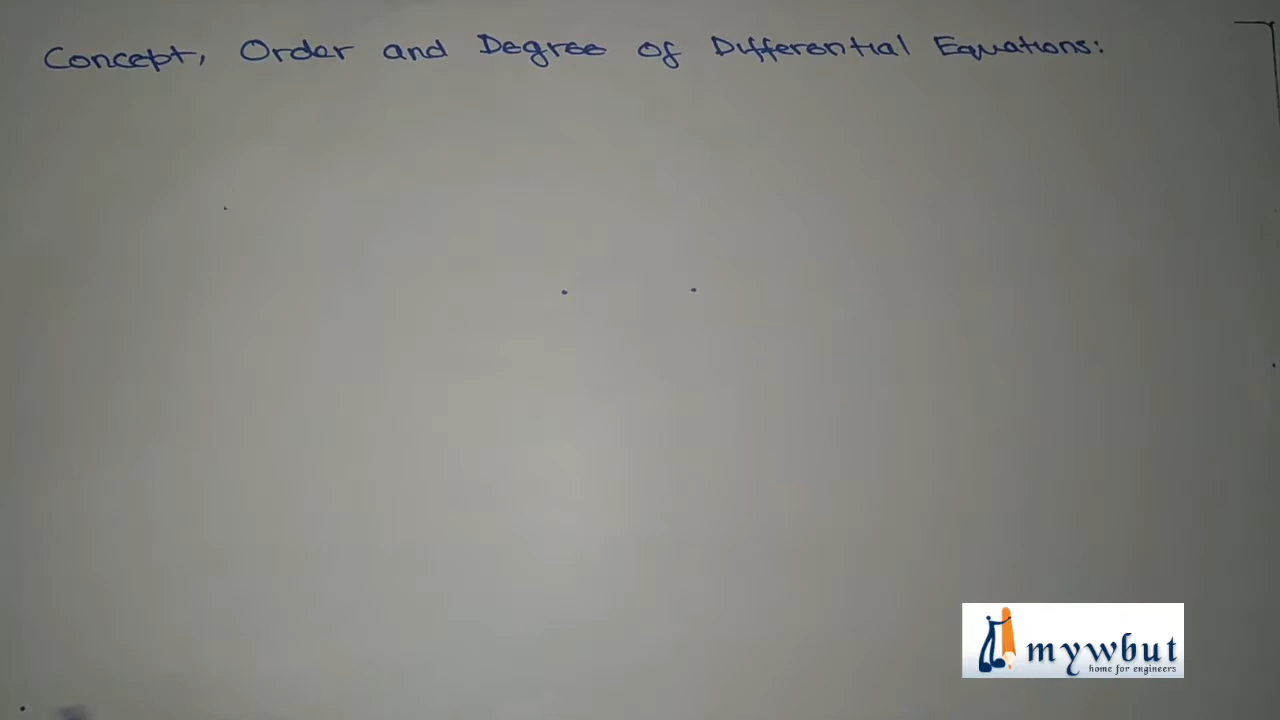 Concept, Order and Degree of Differential Equations:
mywbut
home for engineers